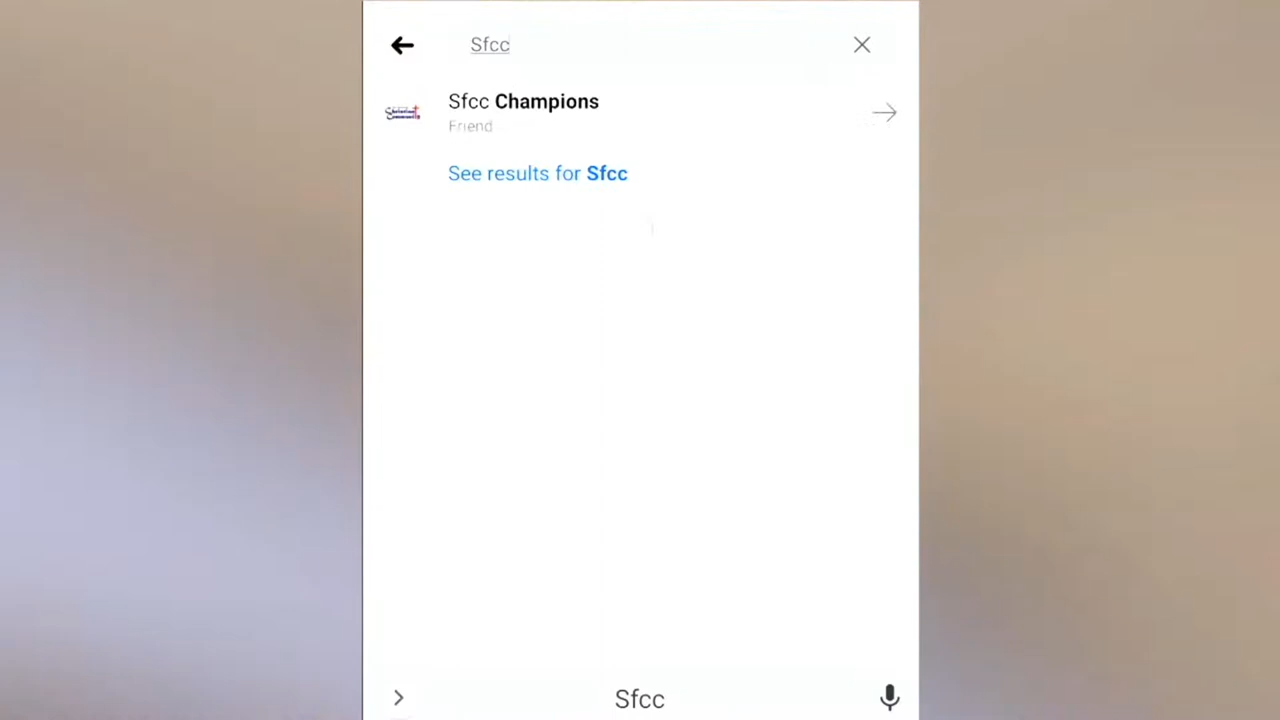 Sfcc
Sfcc Champions
Friend
See results for Sfcc
Sfcc